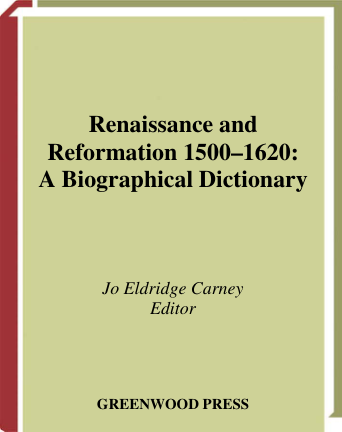 Renaissance and
Reformation 1500–1620:
A Biographical Dictionary
Jo Eldridge Carney
Editor
GREENWOOD PRESS